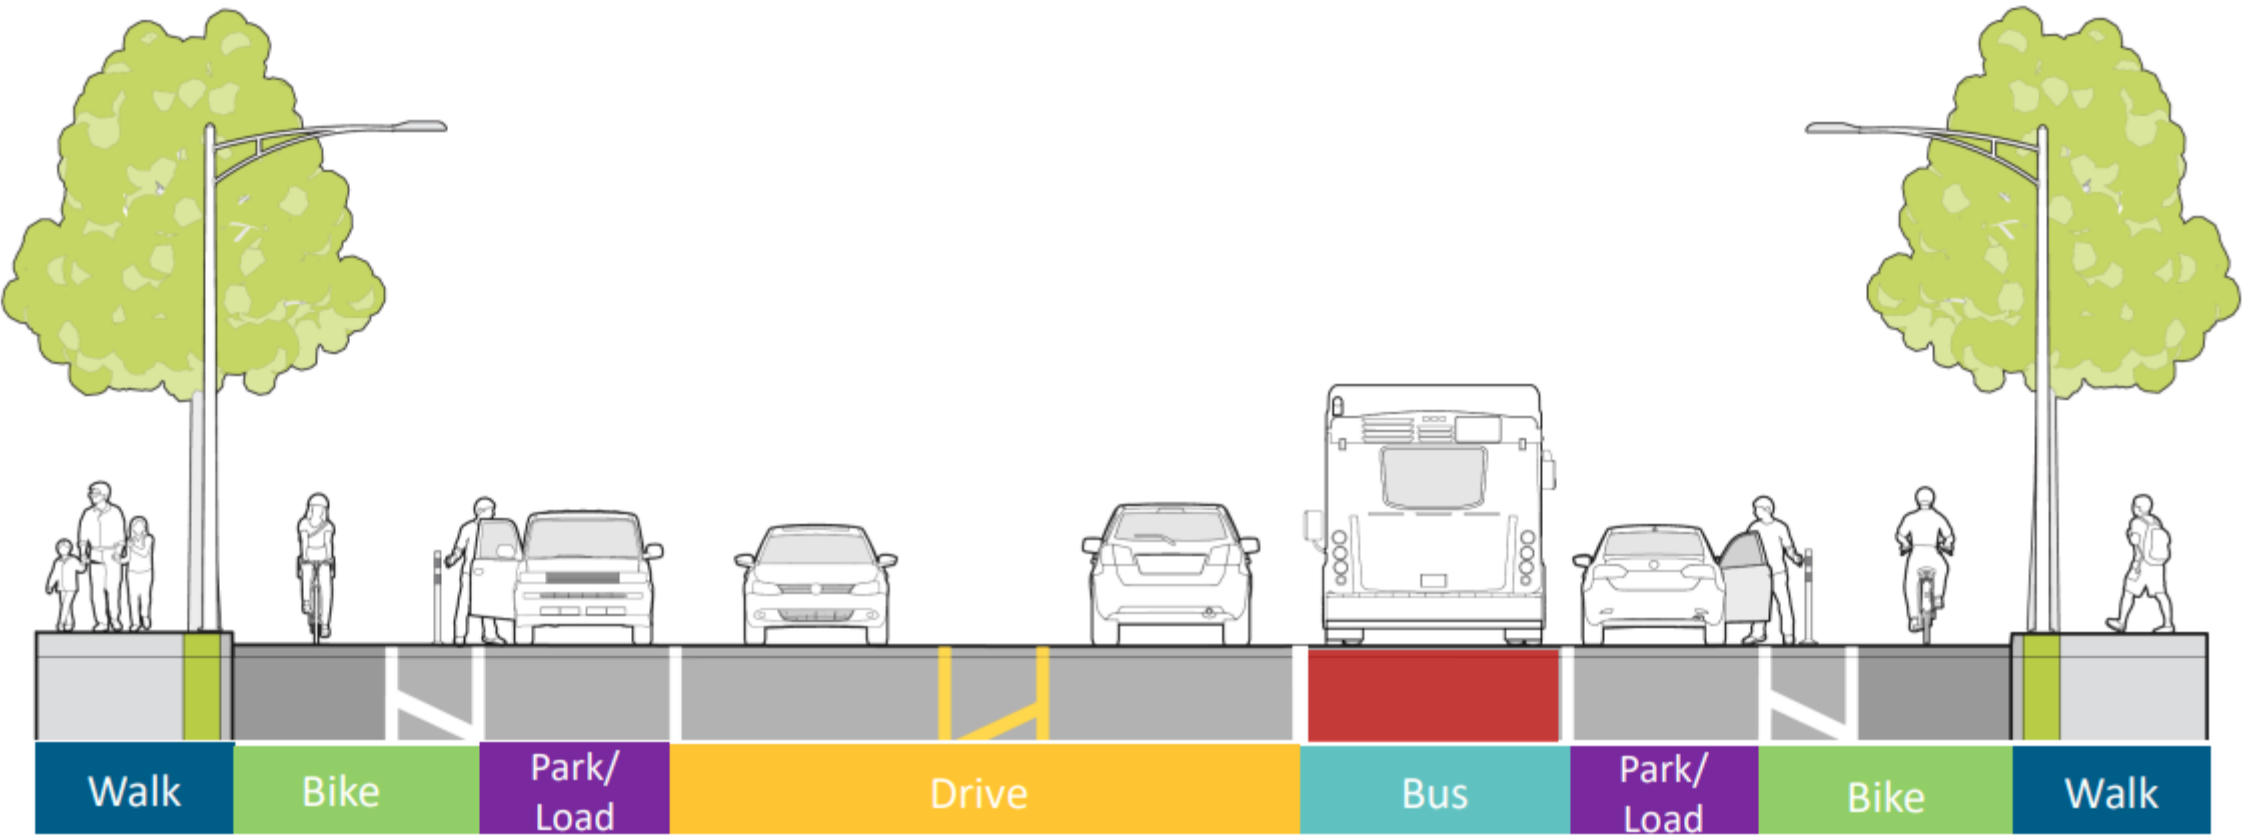 Walk
Bike
Park/
Load
Drive
Bus
Park/
Load
Bike
Walk